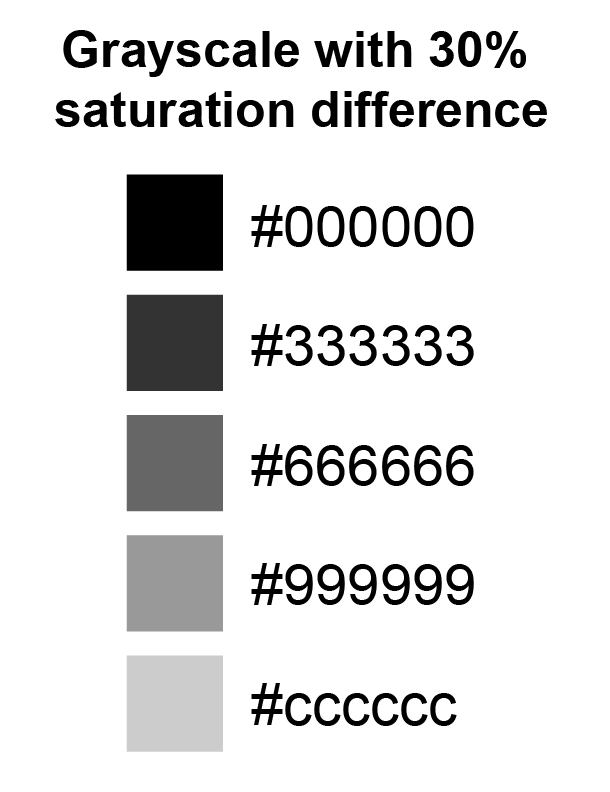 Grayscale with 30%
saturation difference
#000000
#333333
#666666
#999999
#cccccc